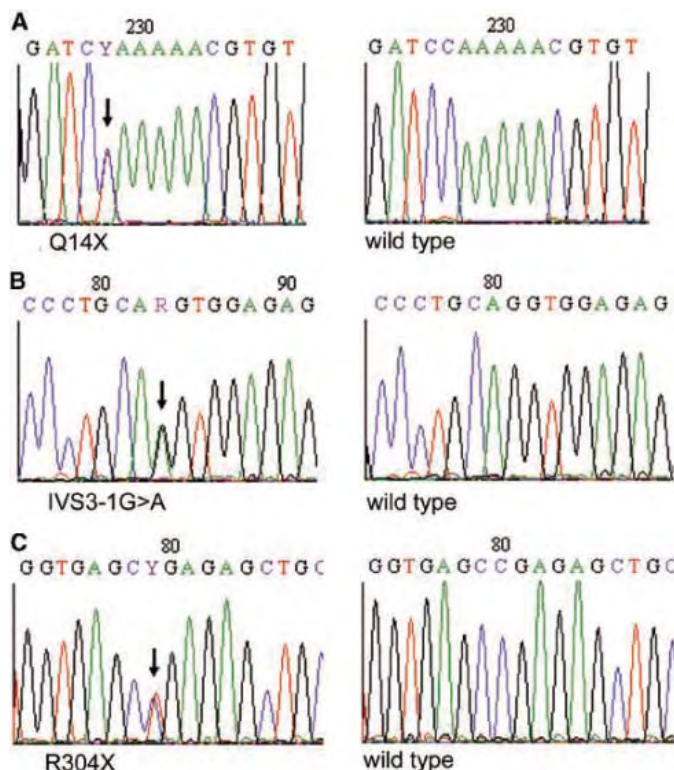 A
230 230
GATCYAAAAACGTGT GATCCAAAAACGTGT
Q14X wild type
B
80 90 80
CCCTGCARGTGGAGAG CCCTGCAGGTGGAGAG
IVS3-1G>A wild type
C
80 80
GGTGAGCYGAGAGCTGC GGTGAGCCGAGAGCTGC
R304X wild type